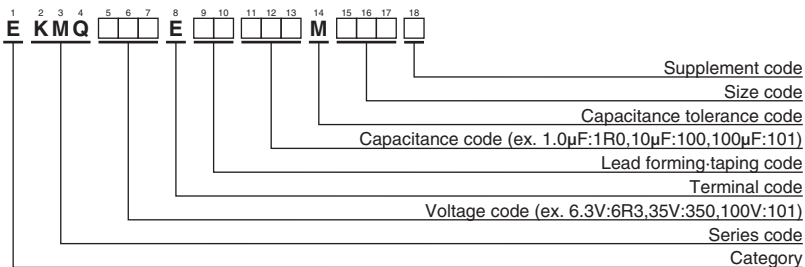 1 2 3 4 5 6 7 8 9 10 11 12 13 14 15 16 17 18
E KMQ E M
Supplement code
Size code
Capacitance tolerance code
Capacitance code (ex. 1.0μF:1R0,10μF:100,100μF:101)
Lead forming·taping code
Terminal code
Voltage code (ex. 6.3V:6R3,35V:350,100V:101)
Series code
Category